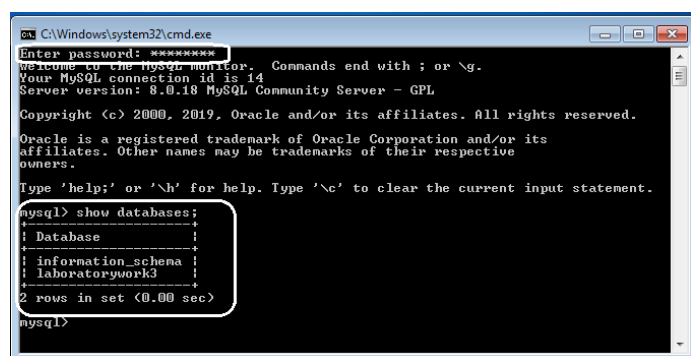 C:\Windows\system32\cmd.exe
Enter password: ********
Welcome to the MySQL monitor.  Commands end with ; or \g.
Your MySQL connection id is 14
Server version: 8.0.18 MySQL Community Server - GPL
Copyright (c) 2000, 2019, Oracle and/or its affiliates. All rights reserved.
Oracle is a registered trademark of Oracle Corporation and/or its
affiliates. Other names may be trademarks of their respective
owners.
Type 'help;' or '\h' for help. Type '\c' to clear the current input statement.
mysql> show databases;
+--------------------+
| Database           |
+--------------------+
| information_schema |
| laboratorywork3    |
+--------------------+
2 rows in set (0.00 sec)
mysql>